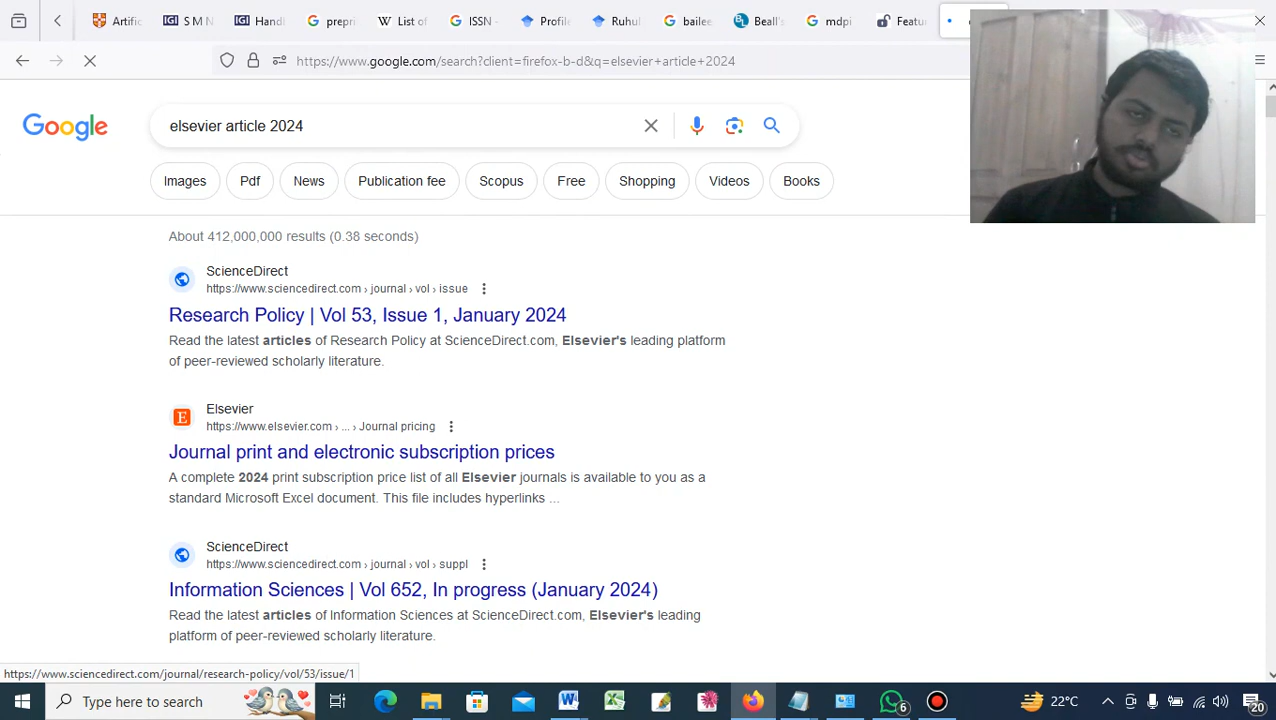 Artific
S M N
Handl
prepr
List of
ISSN -
Profile
Ruhul
bailee
Beall's
mdpi
Featu
https://www.google.com/search?client=firefox-b-d&q=elsevier+article+2024
Google
elsevier article 2024
Images
Pdf
News
Publication fee
Scopus
Free
Shopping
Videos
Books
About 412,000,000 results (0.38 seconds)
ScienceDirect
https://www.sciencedirect.com › journal › vol › issue
Research Policy | Vol 53, Issue 1, January 2024
Read the latest articles of Research Policy at ScienceDirect.com, Elsevier's leading platform
of peer-reviewed scholarly literature.
Elsevier
https://www.elsevier.com › ... › Journal pricing
Journal print and electronic subscription prices
A complete 2024 print subscription price list of all Elsevier journals is available to you as a
standard Microsoft Excel document. This file includes hyperlinks ...
ScienceDirect
https://www.sciencedirect.com › journal › vol › suppl
Information Sciences | Vol 652, In progress (January 2024)
Read the latest articles of Information Sciences at ScienceDirect.com, Elsevier's leading
platform of peer-reviewed scholarly literature.
https://www.sciencedirect.com/journal/research-policy/vol/53/issue/1
Type here to search
6
22°C
20